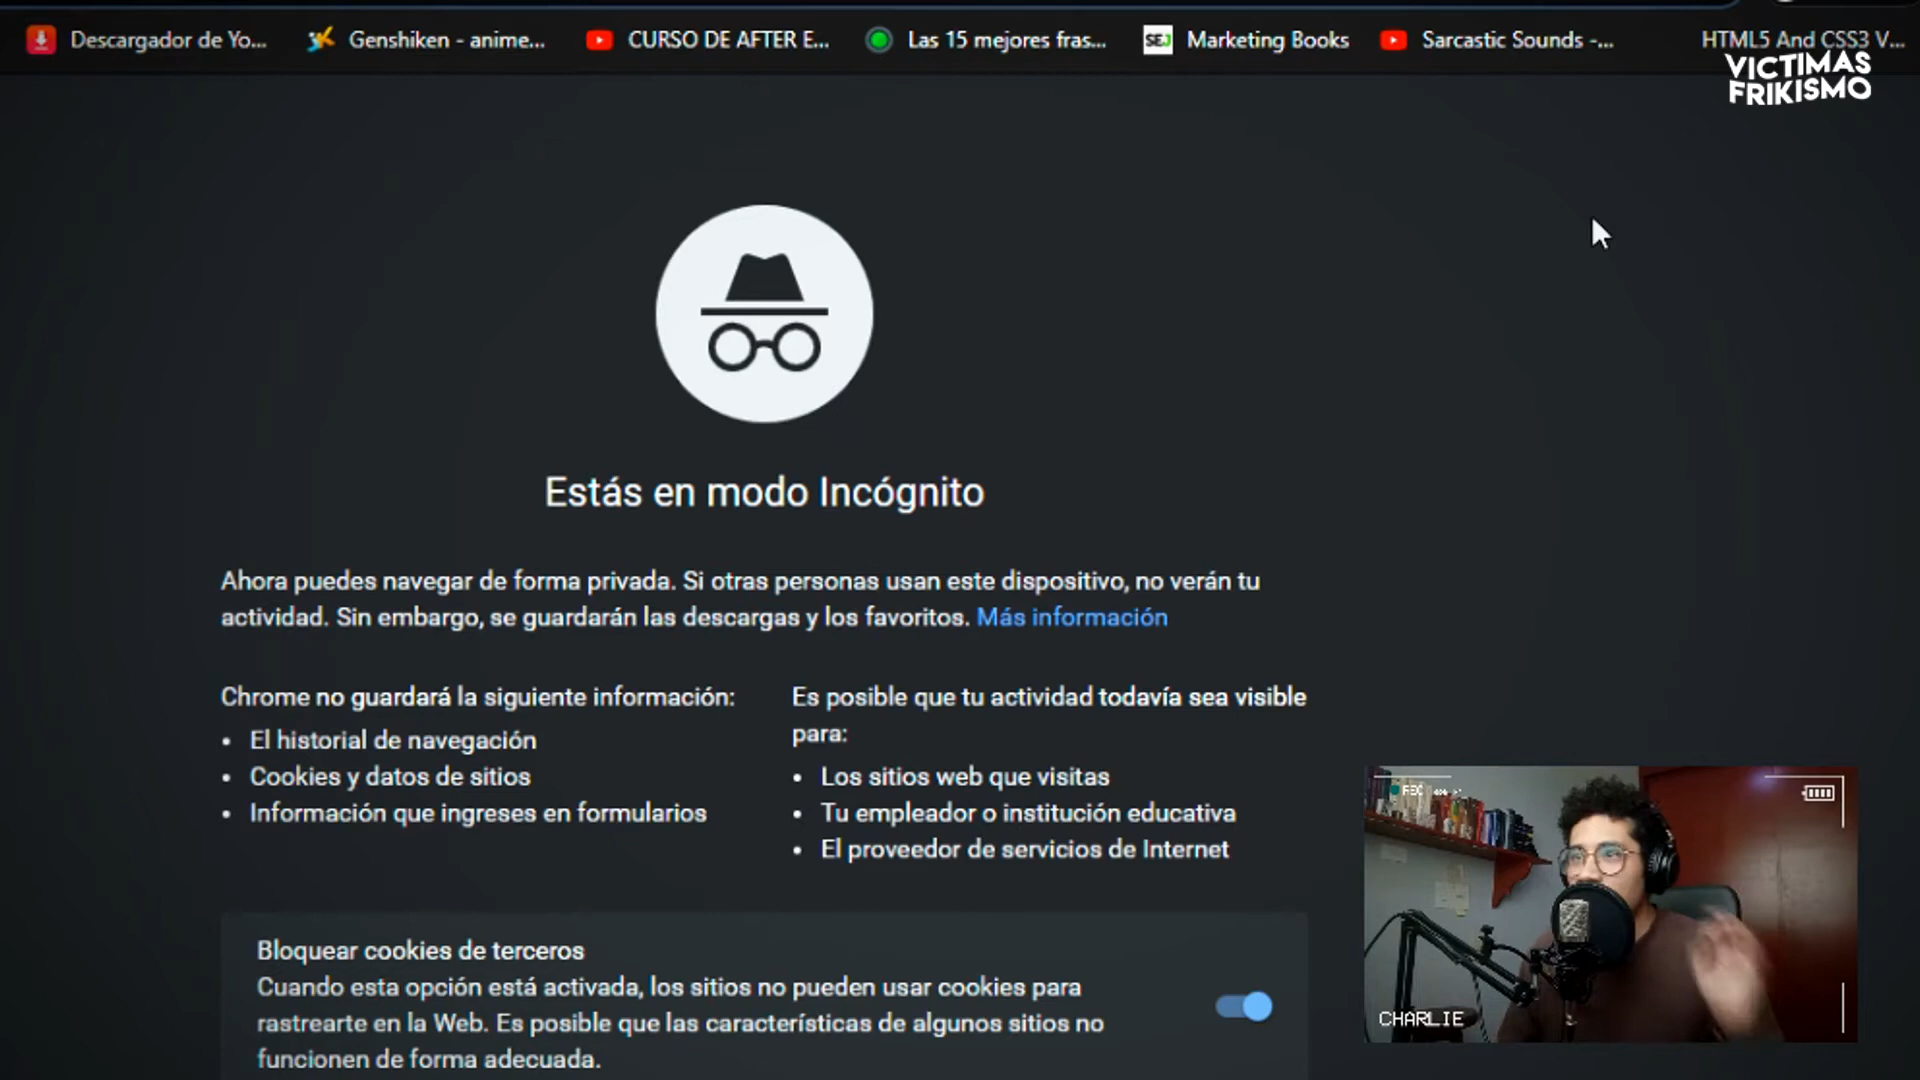 Descargador de Yo... Genshiken - anime... CURSO DE AFTER E... Las 15 mejores fras... SEJ Marketing Books Sarcastic Sounds -... HTML5 And CSS3 V...
VICTIMAS
FRIKISMO
Estás en modo Incógnito
Ahora puedes navegar de forma privada. Si otras personas usan este dispositivo, no verán tu
actividad. Sin embargo, se guardarán las descargas y los favoritos. Más información
Chrome no guardará la siguiente información:
El historial de navegación
Cookies y datos de sitios
Información que ingreses en formularios
Es posible que tu actividad todavía sea visible
para:
Los sitios web que visitas
Tu empleador o institución educativa
El proveedor de servicios de Internet
Bloquear cookies de terceros
Cuando esta opción está activada, los sitios no pueden usar cookies para
rastrearte en la Web. Es posible que las características de algunos sitios no
funcionen de forma adecuada.
REC
CHARLIE